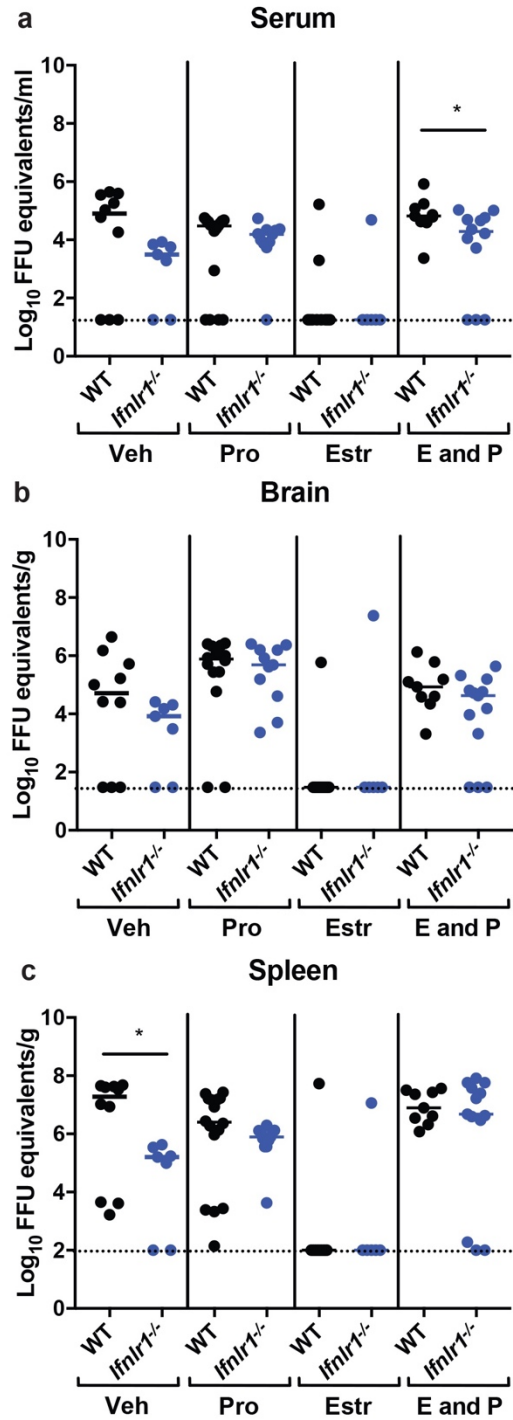 a Serum
Log10 FFU equivalents/ml
10
8
6
4
2
0
*
WT Ifnlr1-/- WT Ifnlr1-/- WT Ifnlr1-/- WT Ifnlr1-/-
Veh Pro Estr E and P
b Brain
Log10 FFU equivalents/g
10
8
6
4
2
0
WT Ifnlr1-/- WT Ifnlr1-/- WT Ifnlr1-/- WT Ifnlr1-/-
Veh Pro Estr E and P
c Spleen
Log10 FFU equivalents/g
10
8
6
4
2
0
*
WT Ifnlr1-/- WT Ifnlr1-/- WT Ifnlr1-/- WT Ifnlr1-/-
Veh Pro Estr E and P